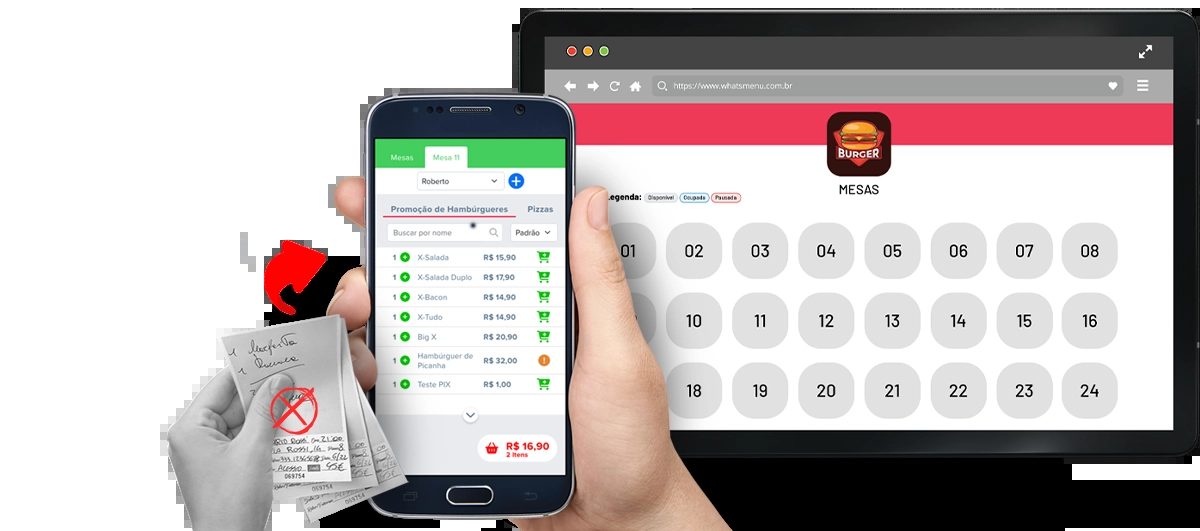 https://www.whatsmenu.com.br
BURGER
MESAS
Legenda: Disponível Ocupada Pausada
01 02 03 04 05 06 07 08
10 11 12 13 14 15 16
18 19 20 21 22 23 24
Mesas Mesa 11
Roberto
Promoção de Hambúrgueres Pizzas
Buscar por nome Padrão
1 X-Salada R$ 15,90
1 X-Salada Duplo R$ 17,90
1 X-Bacon R$ 14,90
1 X-Tudo R$ 14,90
1 Big X R$ 20,90
1 Hambúrguer de
Picanha R$ 32,00
1 Teste PIX R$ 1,00
R$ 16,90
2 Itens
069754
069754